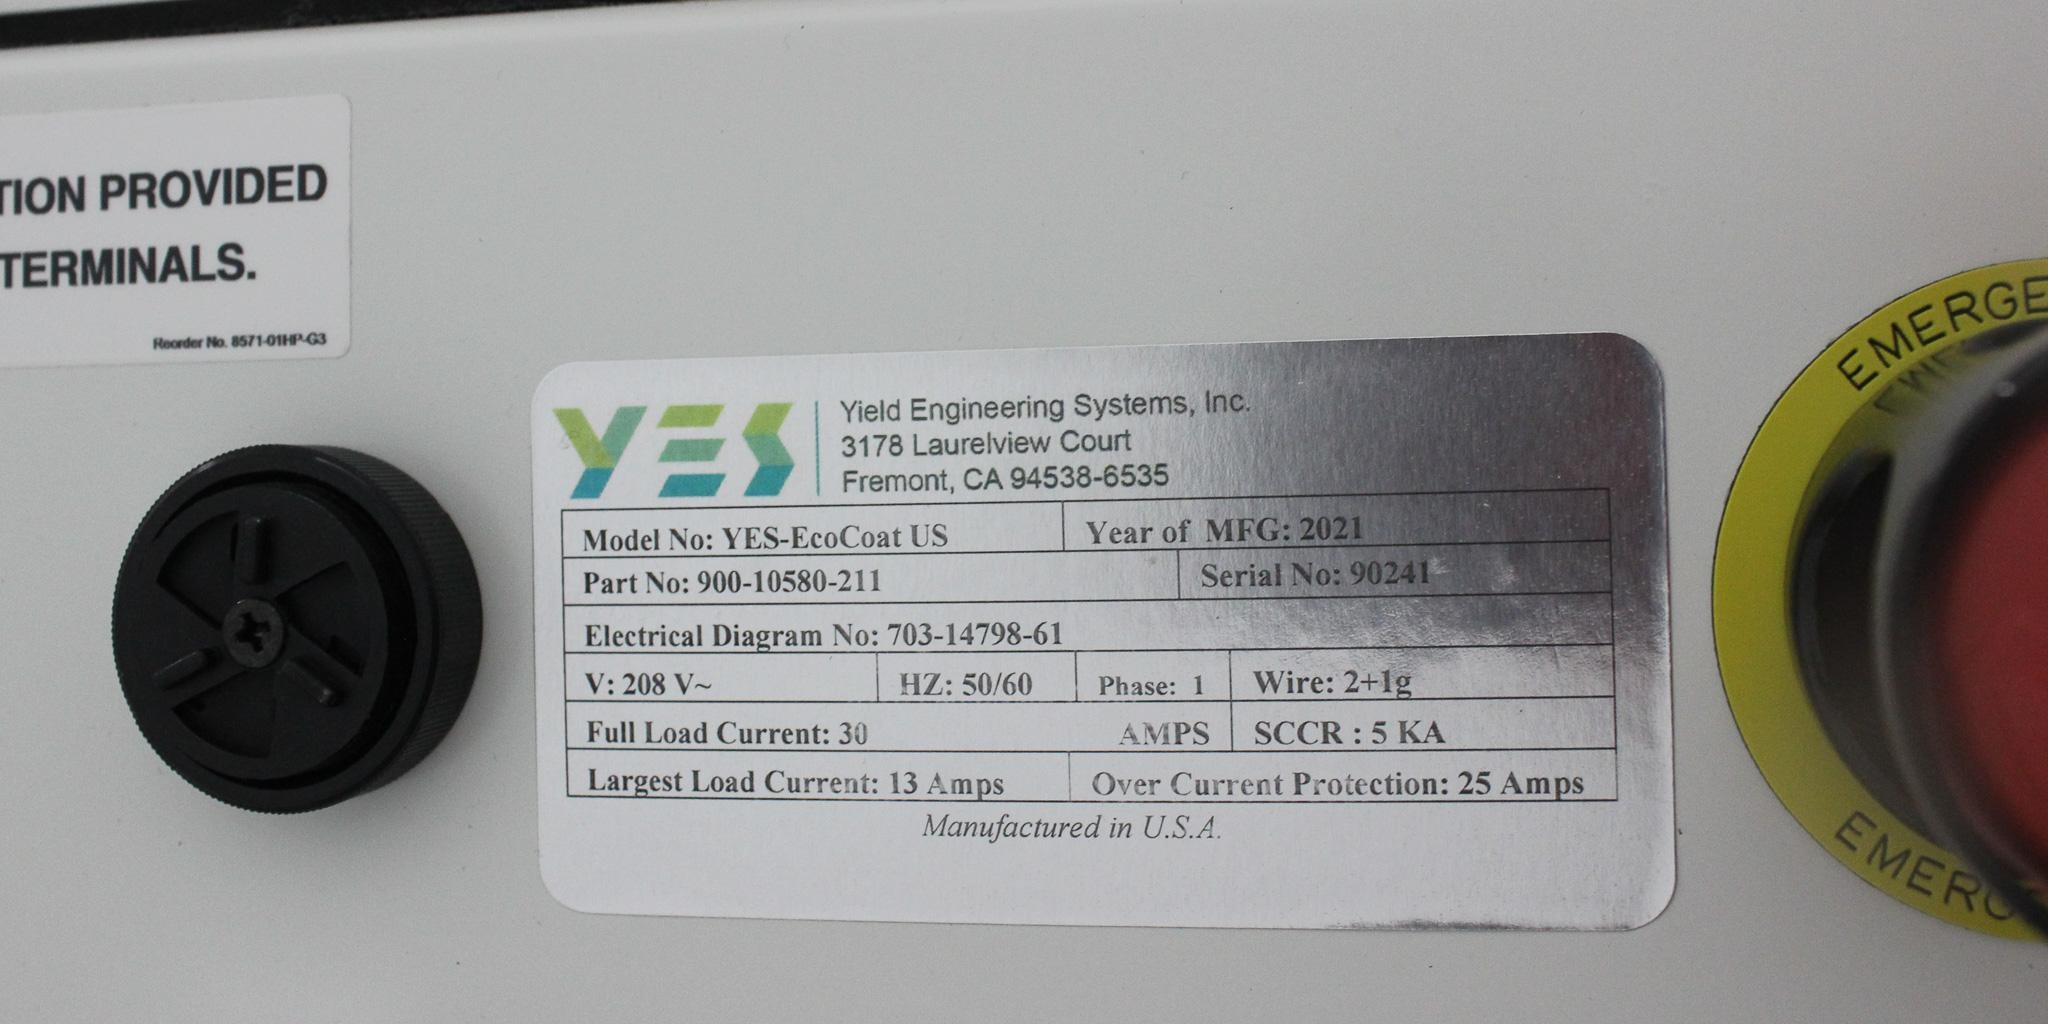 TION PROVIDED
TERMINALS.
Reorder No. 8571-01HP-G3
YES
Yield Engineering Systems, Inc.
3178 Laurelview Court
Fremont, CA 94538-6535
Model No: YES-EcoCoat US Year of MFG: 2021
Part No: 900-10580-211 Serial No: 90241
Electrical Diagram No: 703-14798-61
V: 208 V~ HZ: 50/60 Phase: 1 Wire: 2+1g
Full Load Current: 30 AMPS SCCR : 5 KA
Largest Load Current: 13 Amps Over Current Protection: 25 Amps
Manufactured in U.S.A.
EMERGE
EMERG